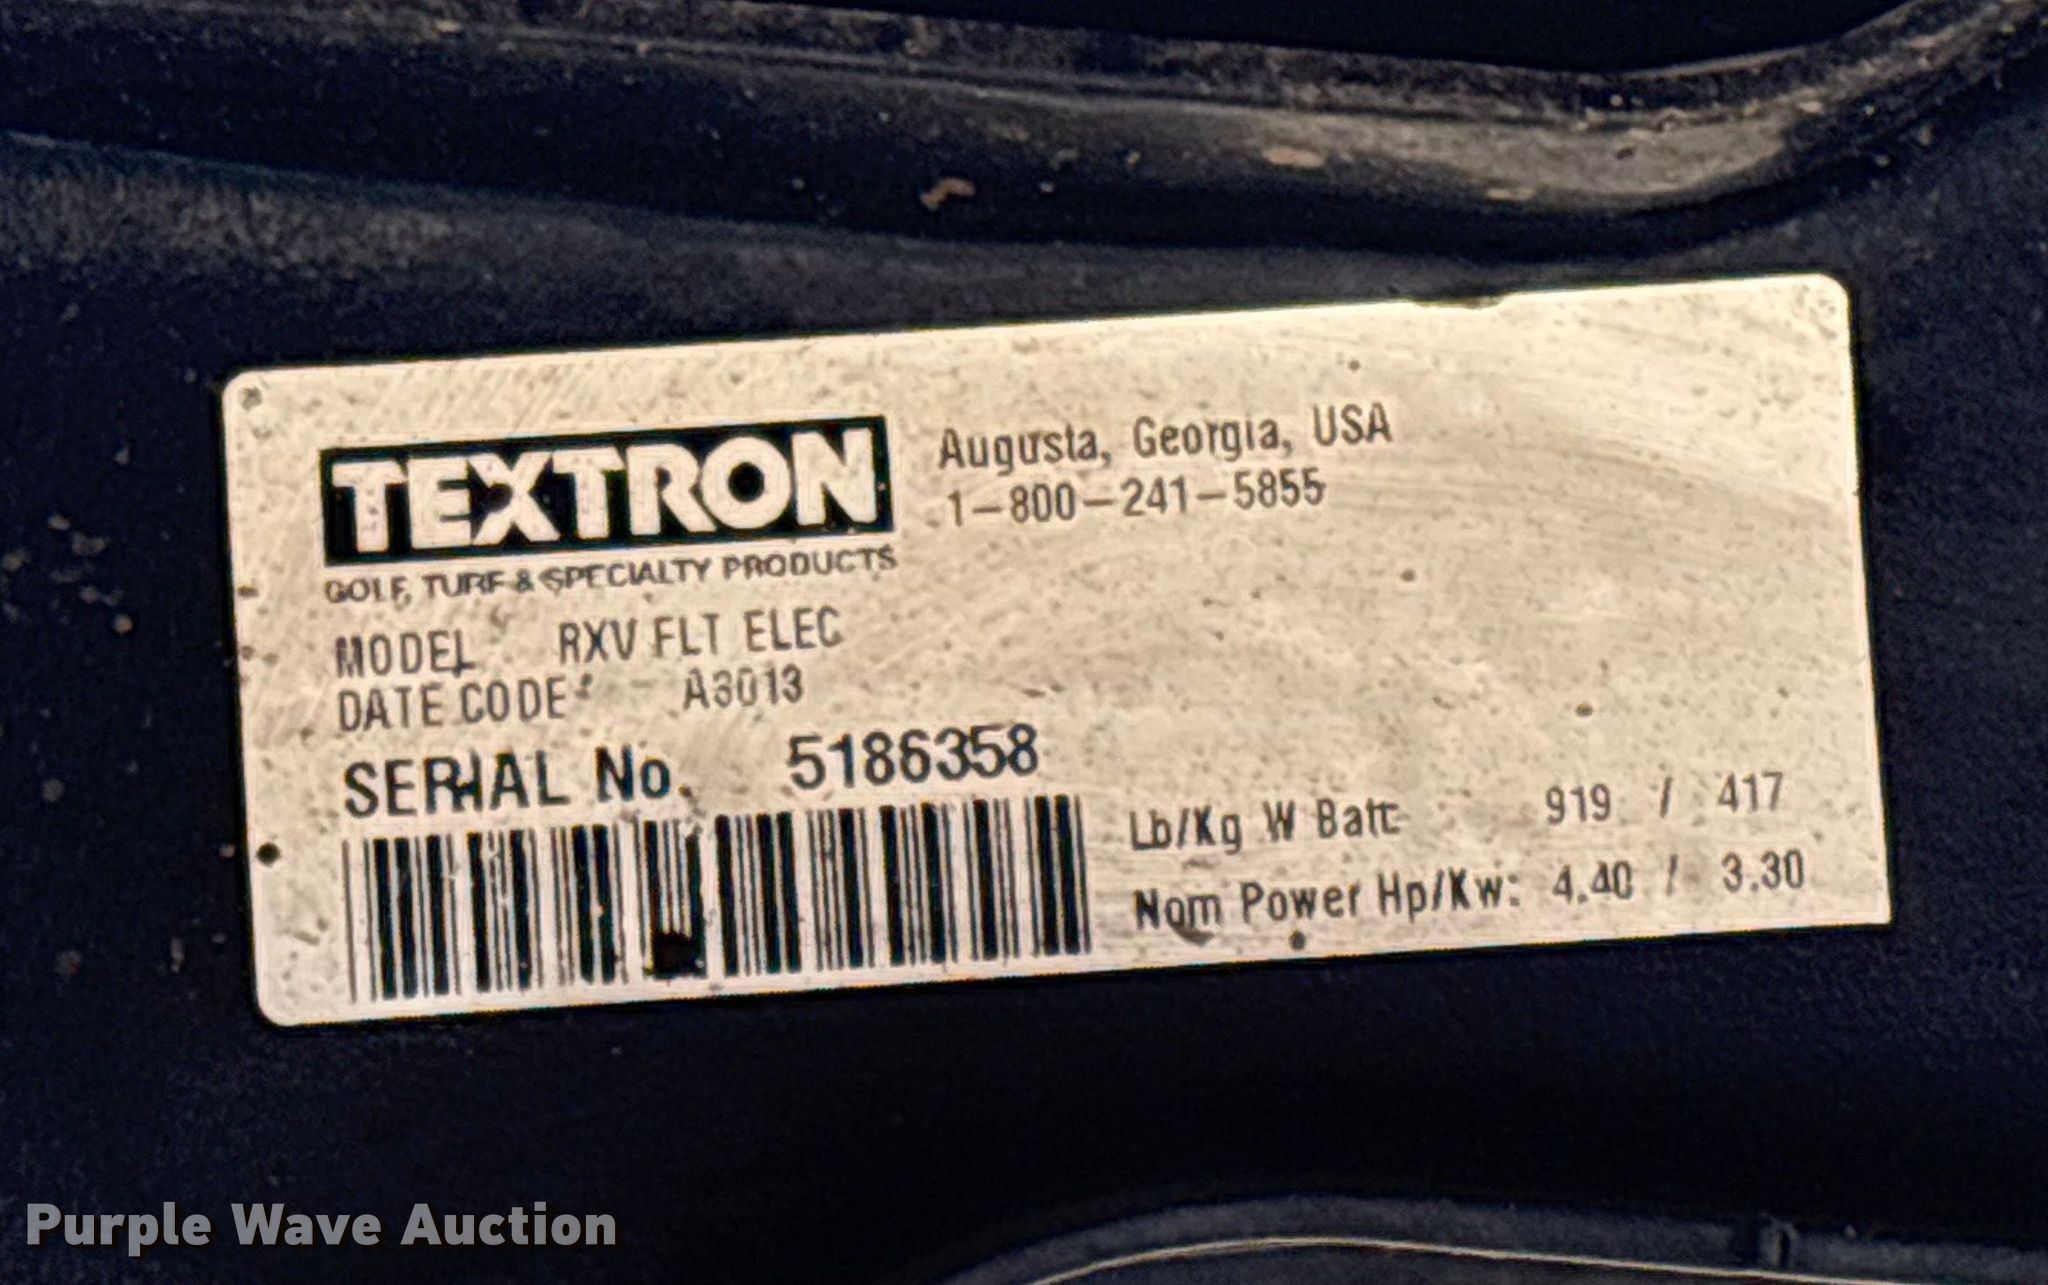 TEXTRON
GOLF, TURF & SPECIALTY PRODUCTS
Augusta, Georgia, USA
1-800-241-5855
MODEL RXV FLT ELEC
DATE CODE: A3013
SERIAL No. 5186358
Lb/Kg W Batt 919 / 417
Nom Power Hp/Kw: 4.40 / 3.30
Purple Wave Auction